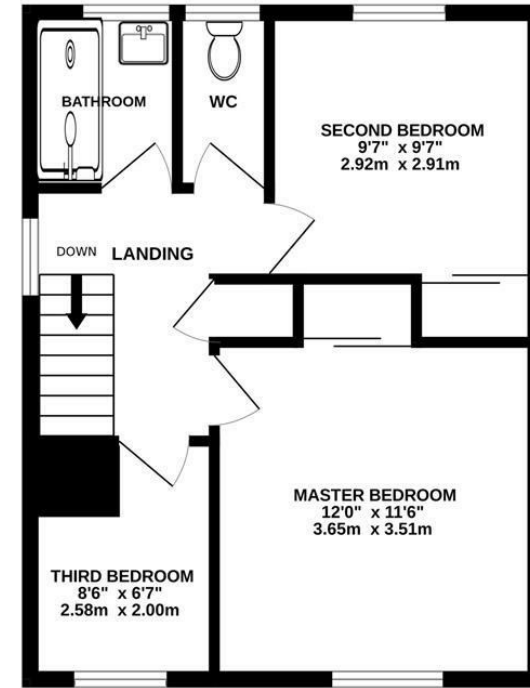 BATHROOM
WC
SECOND BEDROOM
9'7" x 9'7"
2.92m x 2.91m
DOWN
LANDING
MASTER BEDROOM
12'0" x 11'6"
3.65m x 3.51m
THIRD BEDROOM
8'6" x 6'7"
2.58m x 2.00m